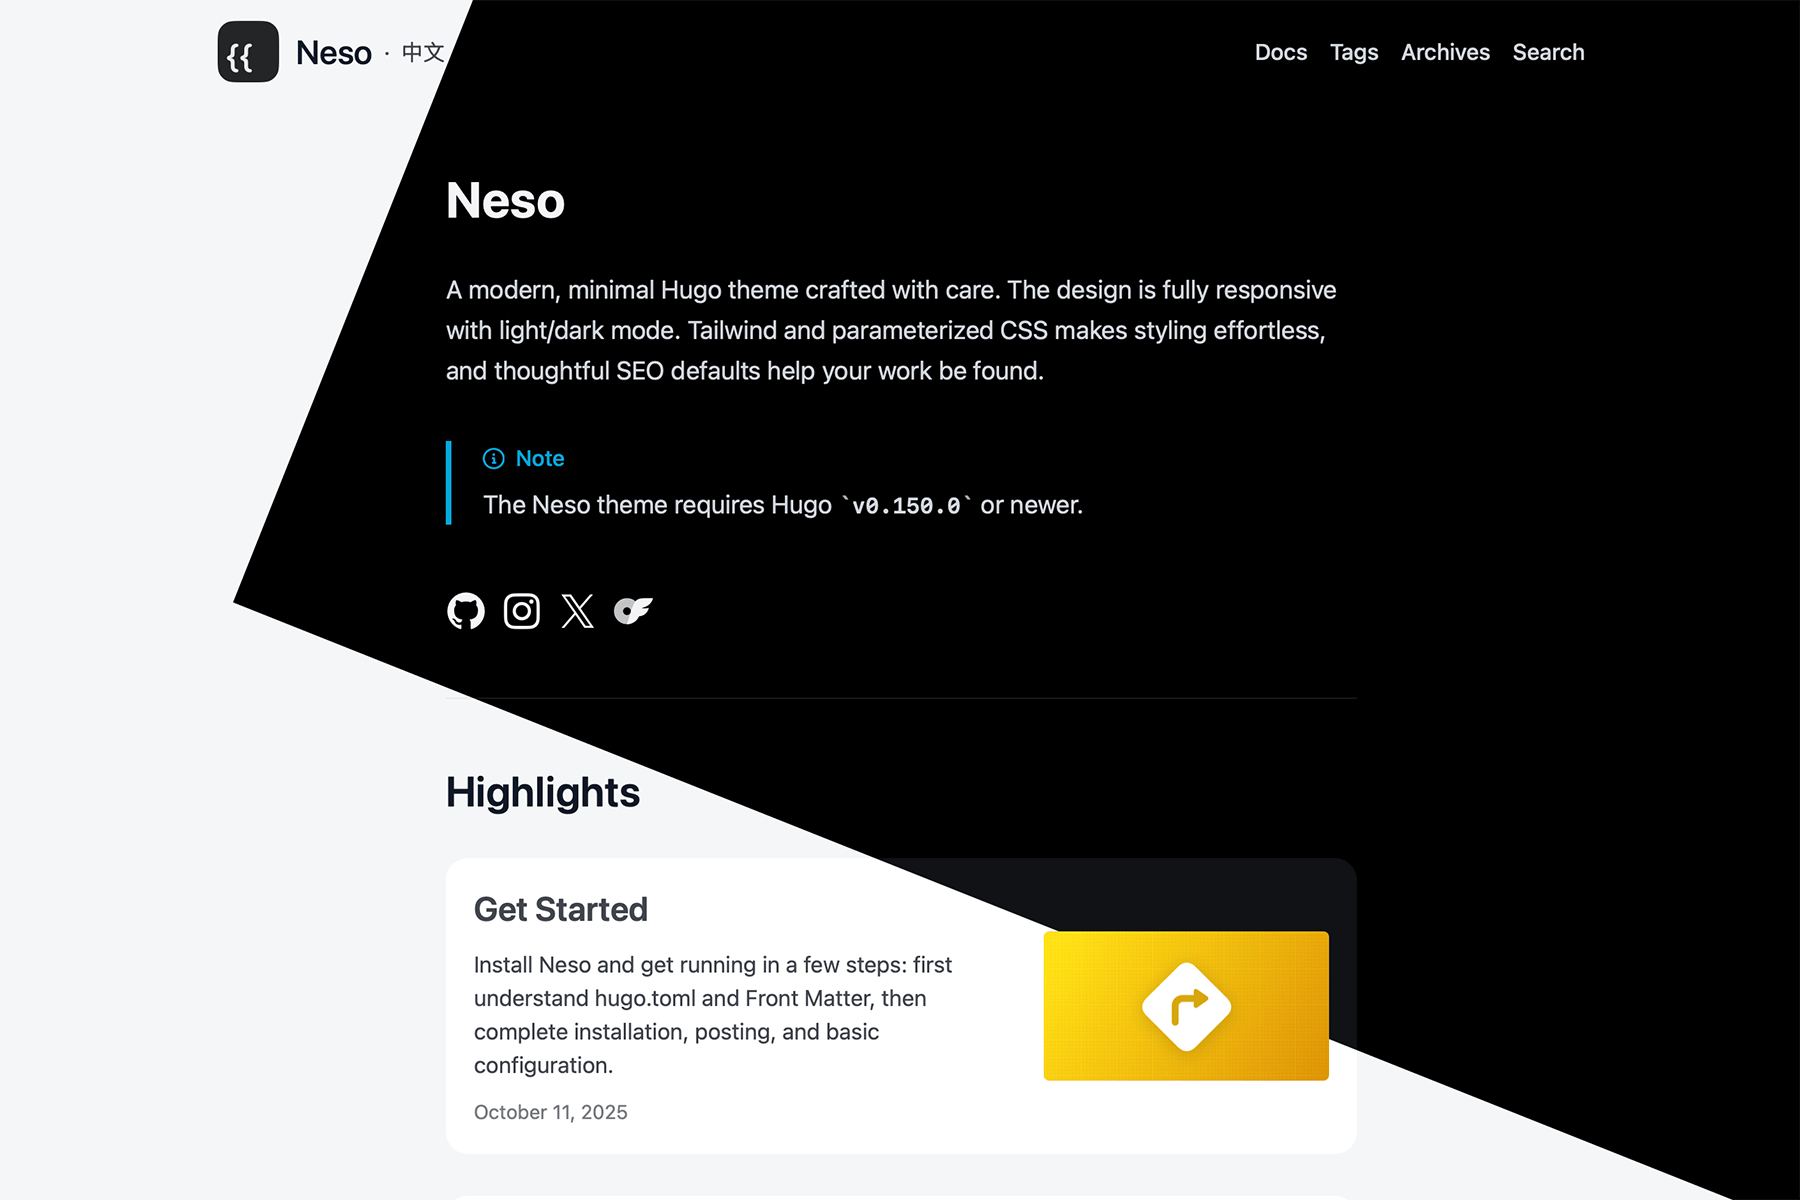 {{ Neso · 中文
Docs Tags Archives Search
Neso
A modern, minimal Hugo theme crafted with care. The design is fully responsive
with light/dark mode. Tailwind and parameterized CSS makes styling effortless,
and thoughtful SEO defaults help your work be found.
Note
The Neso theme requires Hugo `v0.150.0` or newer.
Highlights
Get Started
Install Neso and get running in a few steps: first
understand hugo.toml and Front Matter, then
complete installation, posting, and basic
configuration.
October 11, 2025